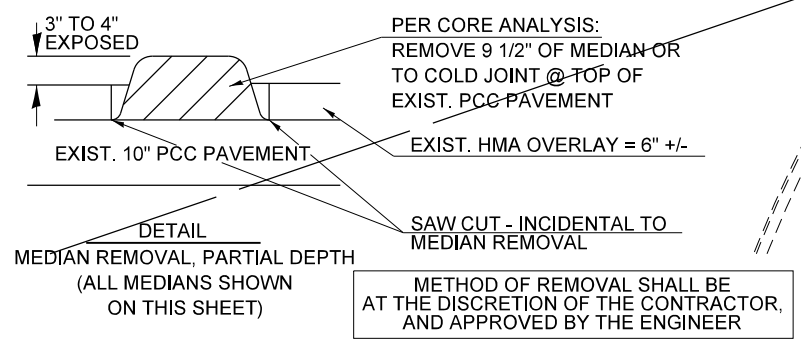 3" TO 4"
EXPOSED
PER CORE ANALYSIS:
REMOVE 9 1/2" OF MEDIAN OR
TO COLD JOINT @ TOP OF
EXIST. PCC PAVEMENT
EXIST. HMA OVERLAY = 6" +/-
EXIST. 10" PCC PAVEMENT
SAW CUT - INCIDENTAL TO
MEDIAN REMOVAL
DETAIL
MEDIAN REMOVAL, PARTIAL DEPTH
(ALL MEDIANS SHOWN
ON THIS SHEET)
METHOD OF REMOVAL SHALL BE
AT THE DISCRETION OF THE CONTRACTOR,
AND APPROVED BY THE ENGINEER